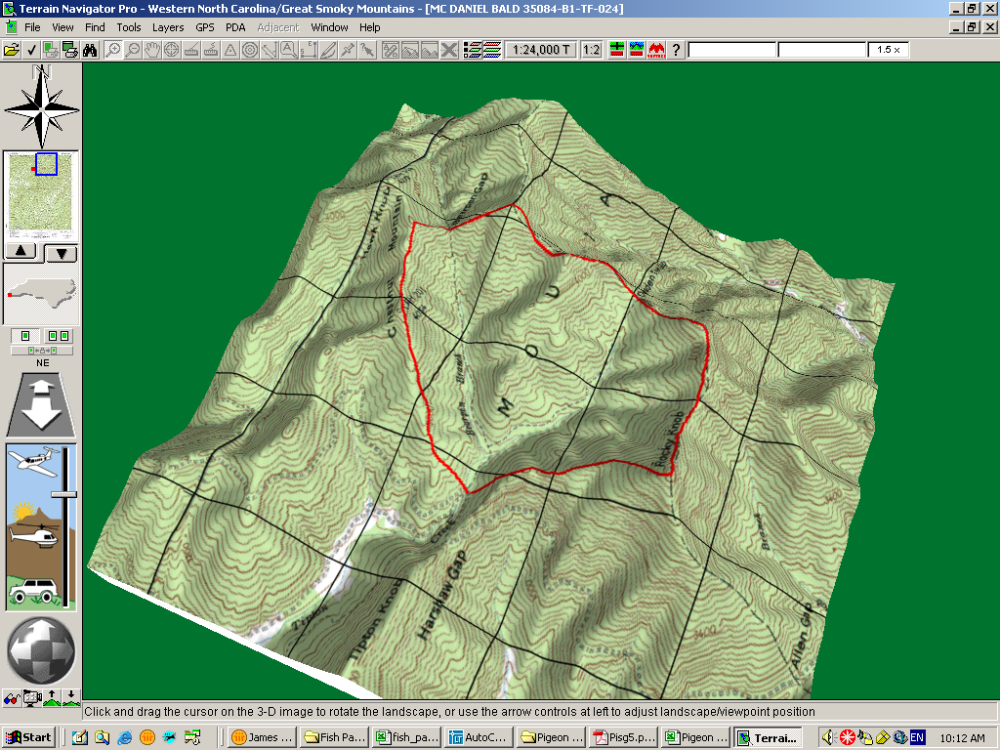 Terrain Navigator Pro - Western North Carolina/Great Smoky Mountains - [MC DANIEL BALD 35084-B1-TF-024]
File View Find Tools Layers GPS PDA Adjacent Window Help
1:24,000 T 1:2 ? 1.5 x
N
NE
A
U
O
M
Chestnut
Mountain
Rocky Knob
Branch
Creek
Harshaw Gap
Tipton
Tipton Knob
Allen Gap
3400
Click and drag the cursor on the 3-D image to rotate the landscape, or use the arrow controls at left to adjust landscape/viewpoint position
Start James ... Fish Pa... fish_pa... AutoC... Pigeon ... Pisg5.p... Pigeon ... Terrai... EN 10:12 AM